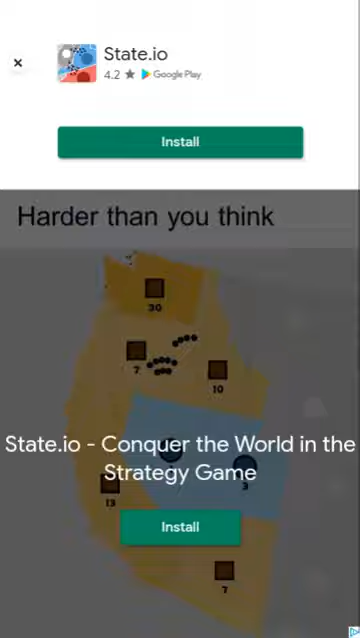 State.io
4.2 ★ Google Play
Install
Harder than you think
30
7
10
State.io - Conquer the World in the
Strategy Game
3
13
Install
7